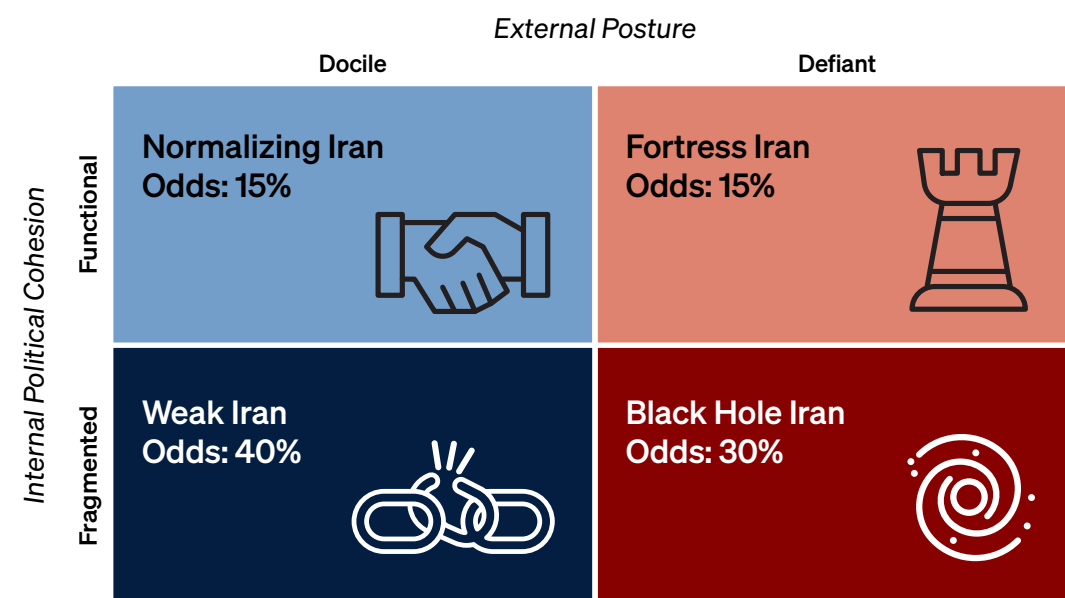 External Posture
Docile
Defiant
Internal Political Cohesion
Functional
Normalizing Iran
Odds: 15%
Fortress Iran
Odds: 15%
Fragmented
Weak Iran
Odds: 40%
Black Hole Iran
Odds: 30%